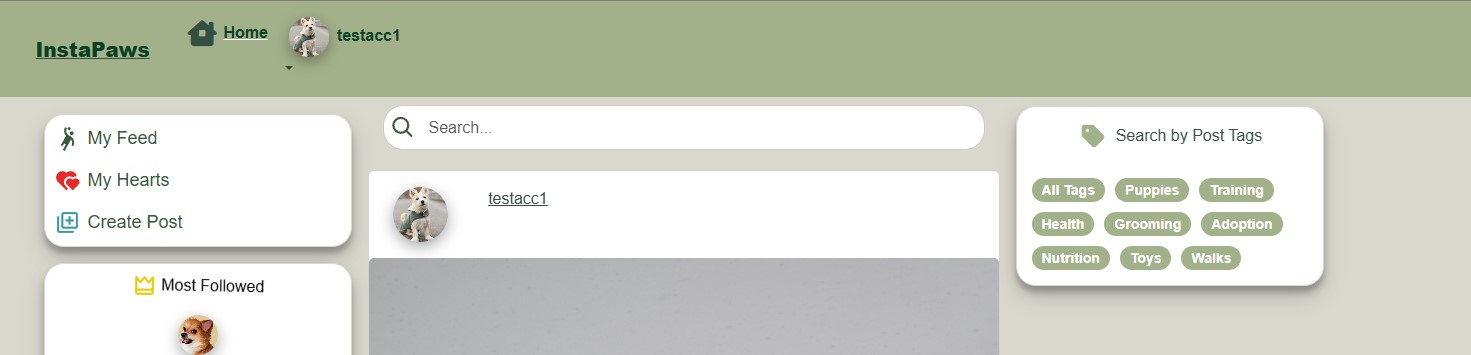 InstaPaws
Home
testacc1
My Feed
My Hearts
Create Post
Most Followed
Search...
testacc1
Search by Post Tags
All Tags Puppies Training
Health Grooming Adoption
Nutrition Toys Walks